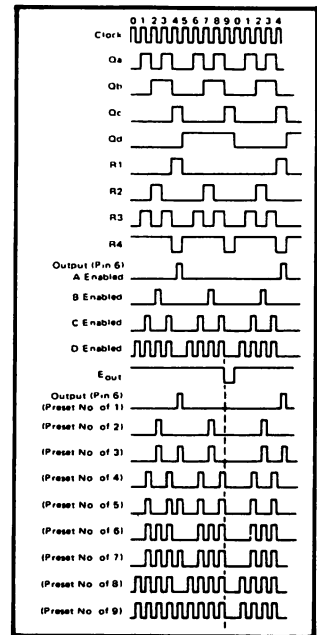 0 1 2 3 4 5 6 7 8 9 0 1 2 3 4
Clock
Qa
Qb
Qc
Qd
R1
R2
R3
R4
Output (Pin 6)
A Enabled
B Enabled
C Enabled
D Enabled
Eout
Output (Pin 6)
(Preset No. of 1)
(Preset No. of 2)
(Preset No. of 3)
(Preset No. of 4)
(Preset No. of 5)
(Preset No. of 6)
(Preset No. of 7)
(Preset No. of 8)
(Preset No. of 9)